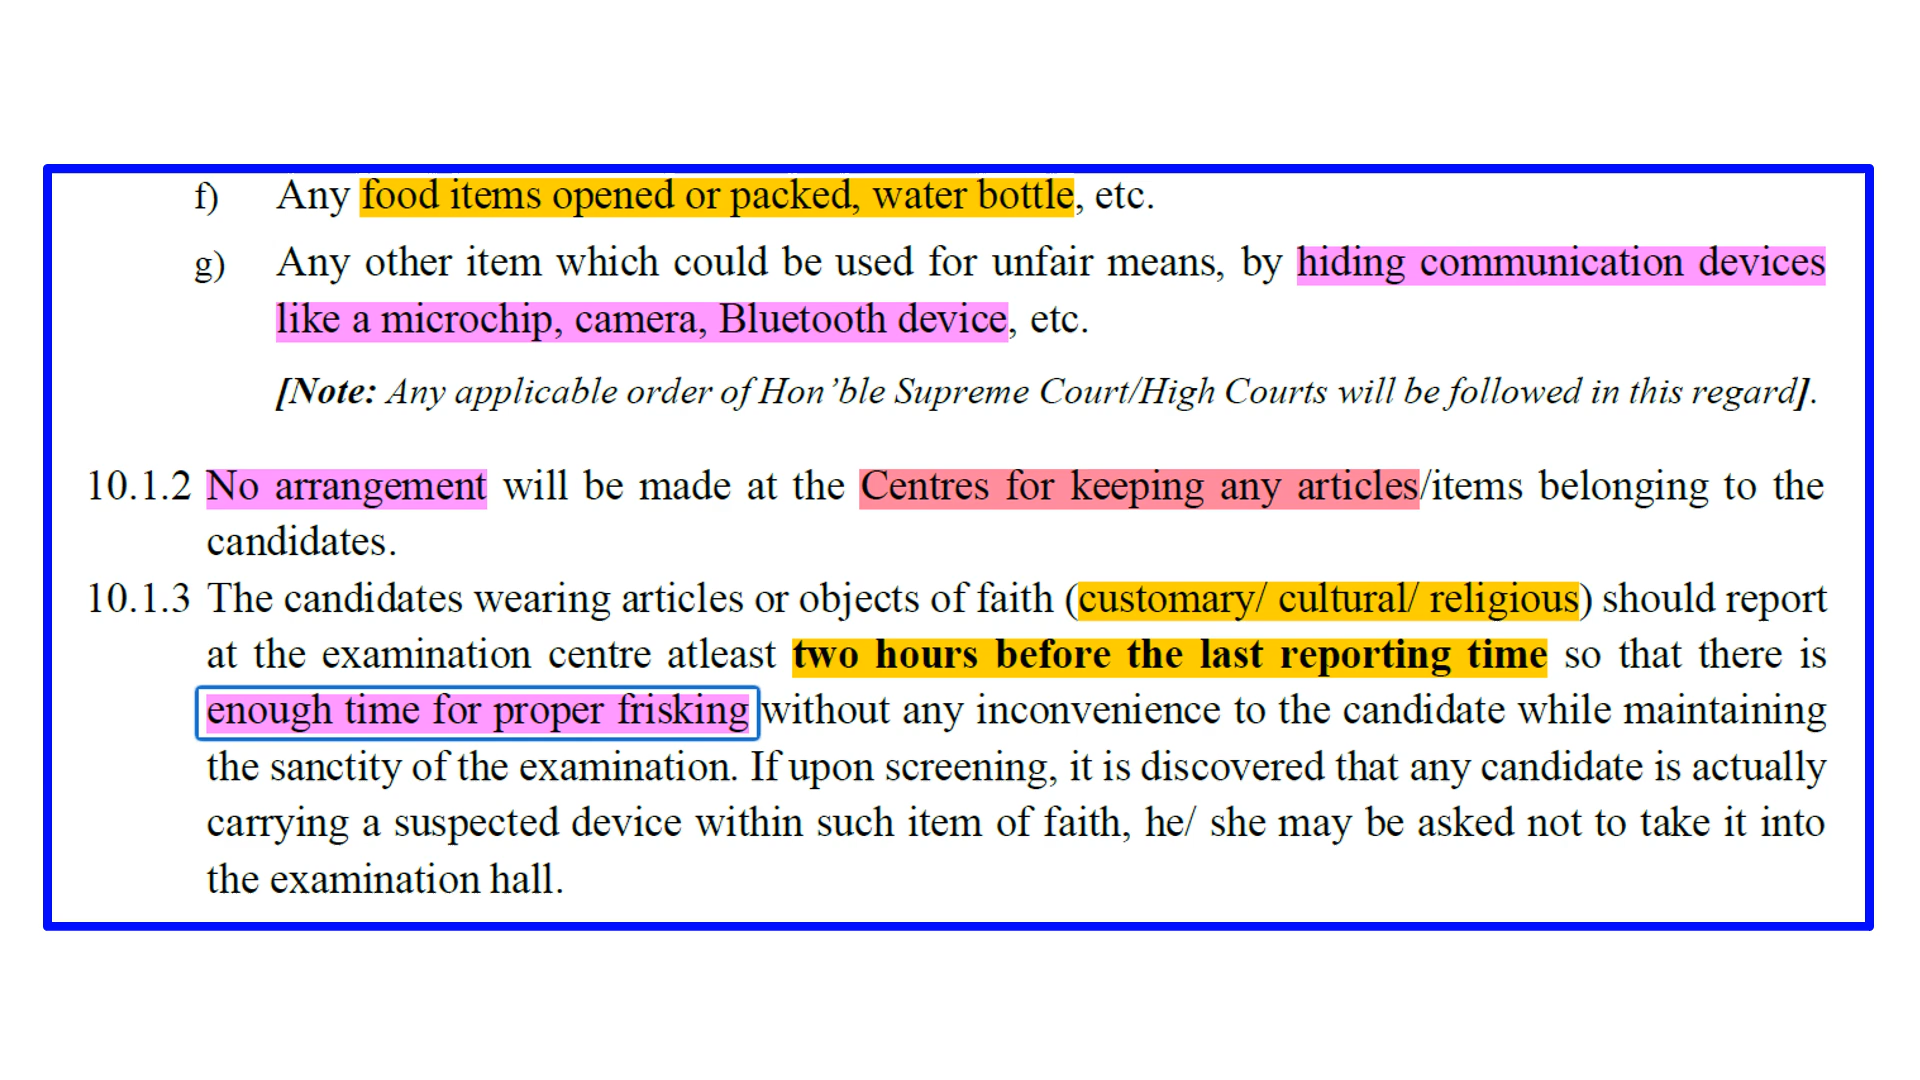 f) Any food items opened or packed, water bottle, etc.
g) Any other item which could be used for unfair means, by hiding communication devices
like a microchip, camera, Bluetooth device, etc.
[Note: Any applicable order of Hon’ble Supreme Court/High Courts will be followed in this regard].
10.1.2 No arrangement will be made at the Centres for keeping any articles/items belonging to the
candidates.
10.1.3 The candidates wearing articles or objects of faith (customary/ cultural/ religious) should report
at the examination centre atleast two hours before the last reporting time so that there is
enough time for proper frisking without any inconvenience to the candidate while maintaining
the sanctity of the examination. If upon screening, it is discovered that any candidate is actually
carrying a suspected device within such item of faith, he/ she may be asked not to take it into
the examination hall.